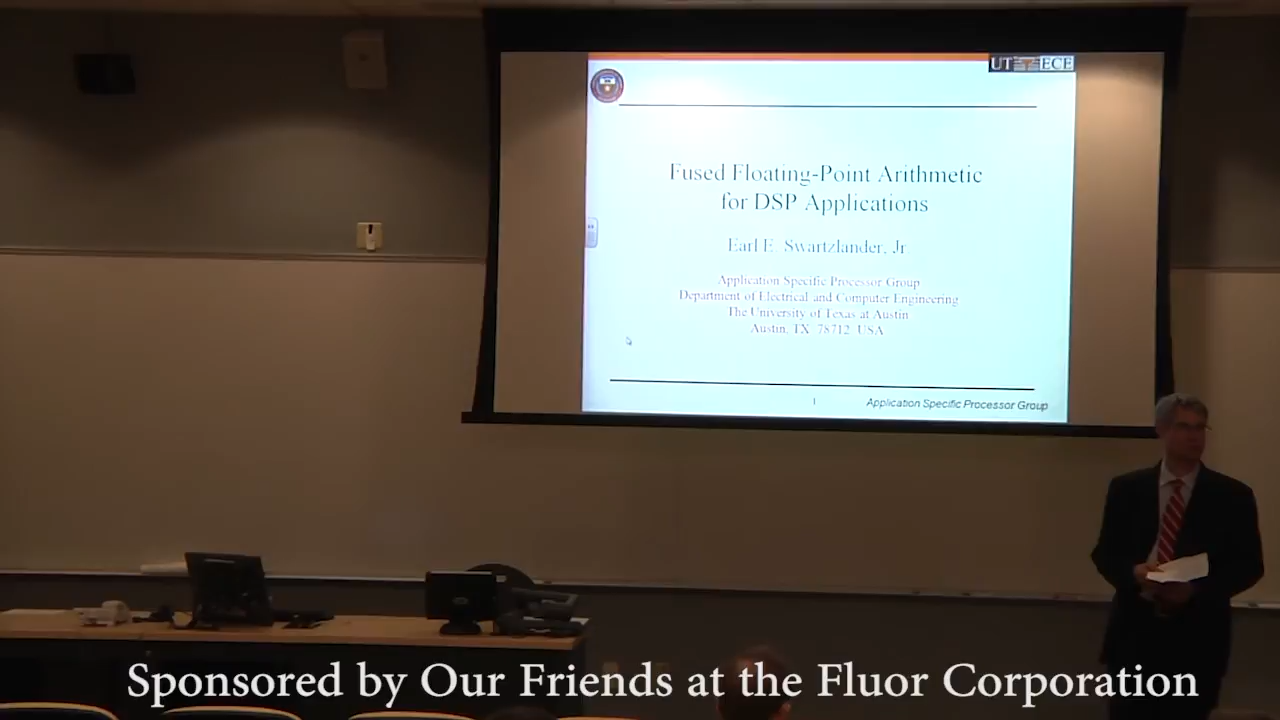 UT ECE
Fused Floating-Point Arithmetic
for DSP Applications
Earl E. Swartzlander, Jr.
Application Specific Processor Group
Department of Electrical and Computer Engineering
The University of Texas at Austin
Austin, TX 78712 USA
1
Application Specific Processor Group
Sponsored by Our Friends at the Fluor Corporation